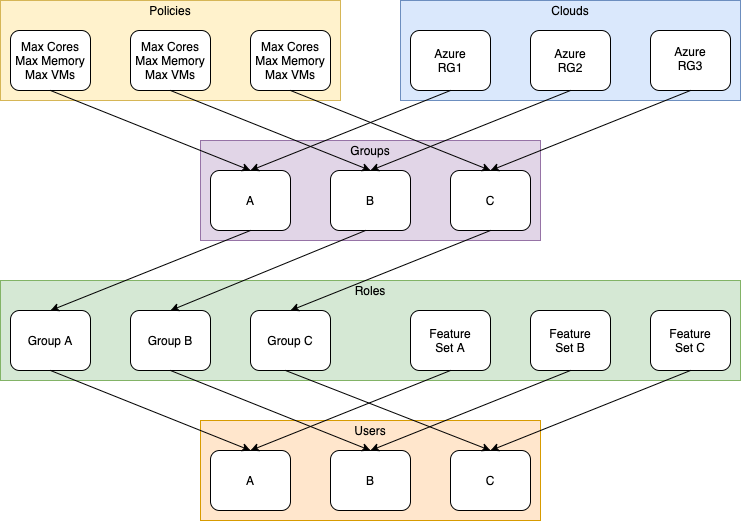 Policies
Clouds
Max Cores
Max Memory
Max VMs
Max Cores
Max Memory
Max VMs
Max Cores
Max Memory
Max VMs
Azure
RG1
Azure
RG2
Azure
RG3
Groups
A
B
C
Roles
Group A
Group B
Group C
Feature
Set A
Feature
Set B
Feature
Set C
Users
A
B
C